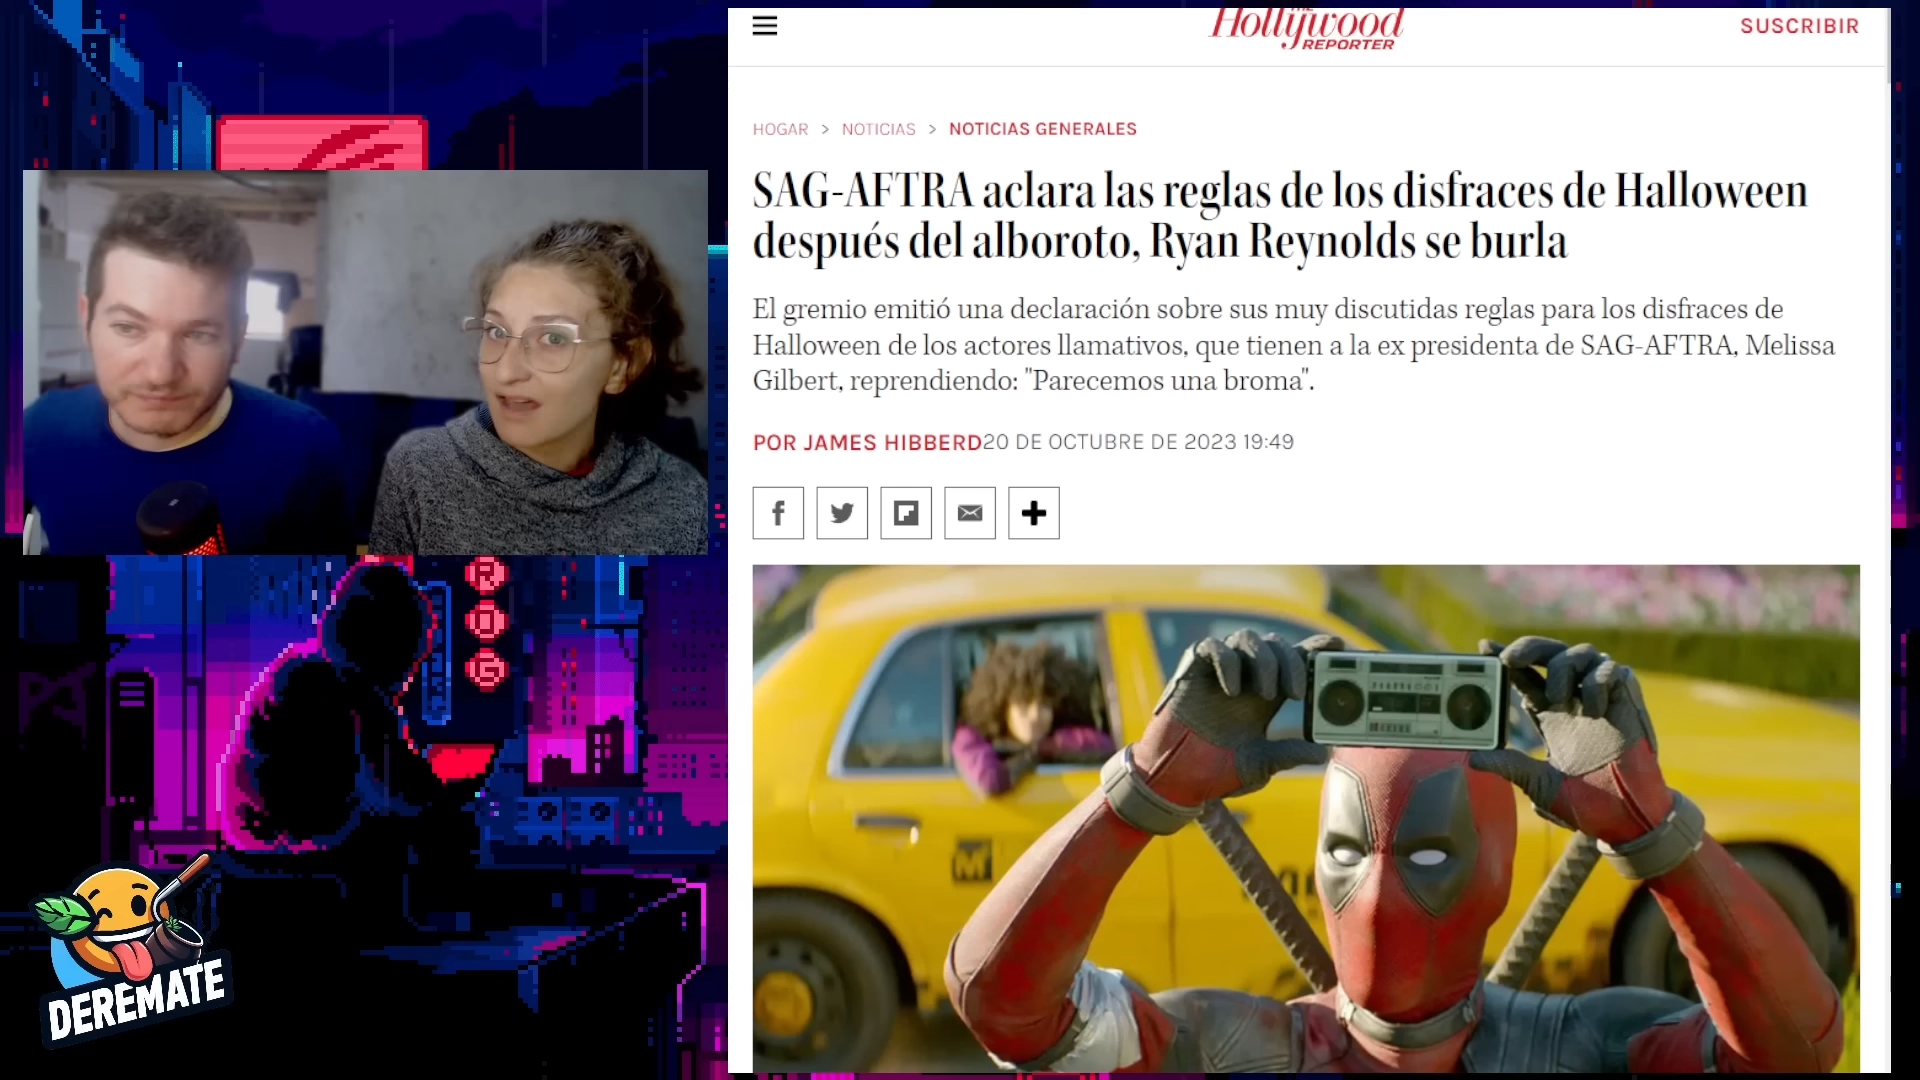 The
Hollywood
REPORTER
SUSCRIBIR
HOGAR > NOTICIAS > NOTICIAS GENERALES
SAG-AFTRA aclara las reglas de los disfraces de Halloween
después del alboroto, Ryan Reynolds se burla
El gremio emitió una declaración sobre sus muy discutidas reglas para los disfraces de
Halloween de los actores llamativos, que tienen a la ex presidenta de SAG-AFTRA, Melissa
Gilbert, reprendiendo: "Parecemos una broma".
POR JAMES HIBBERD20 DE OCTUBRE DE 2023 19:49
R
O
G
M
DEREMATE